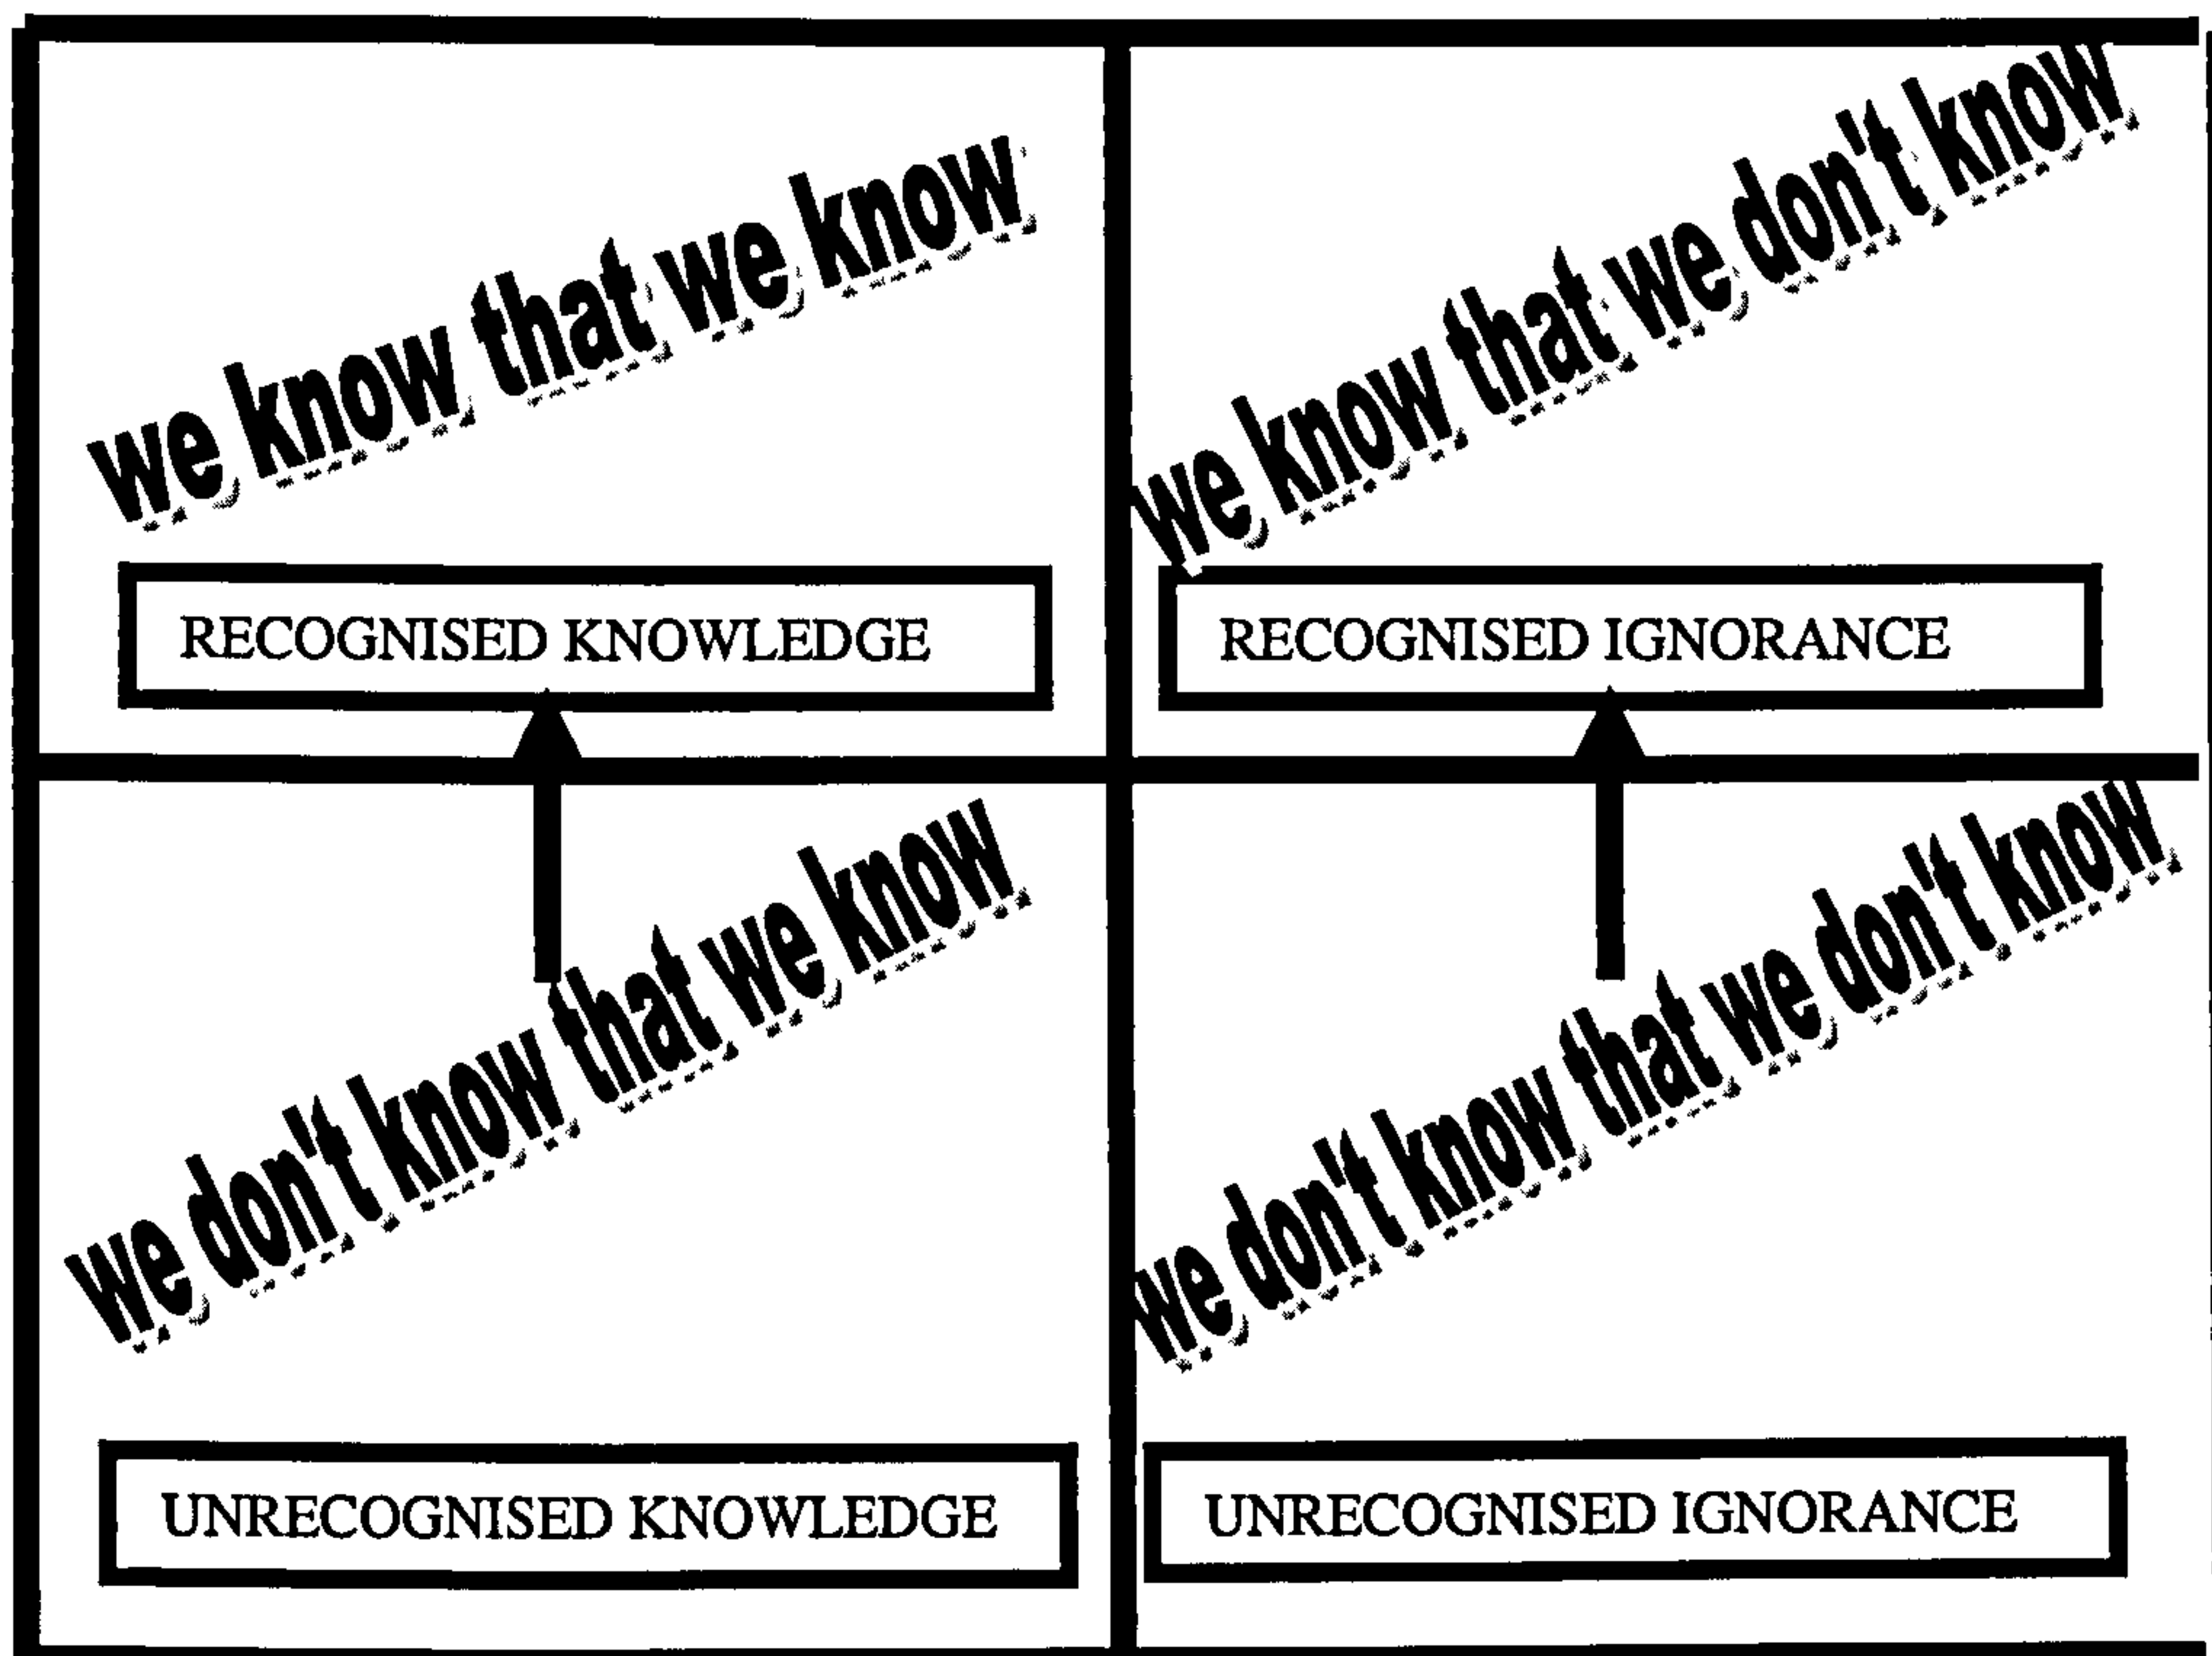 we know that we know
RECOGNISED KNOWLEDGE
we know that we don't know
RECOGNISED IGNORANCE
we don't know that we know
UNRECOGNISED KNOWLEDGE
we don't know that we don't know
UNRECOGNISED IGNORANCE